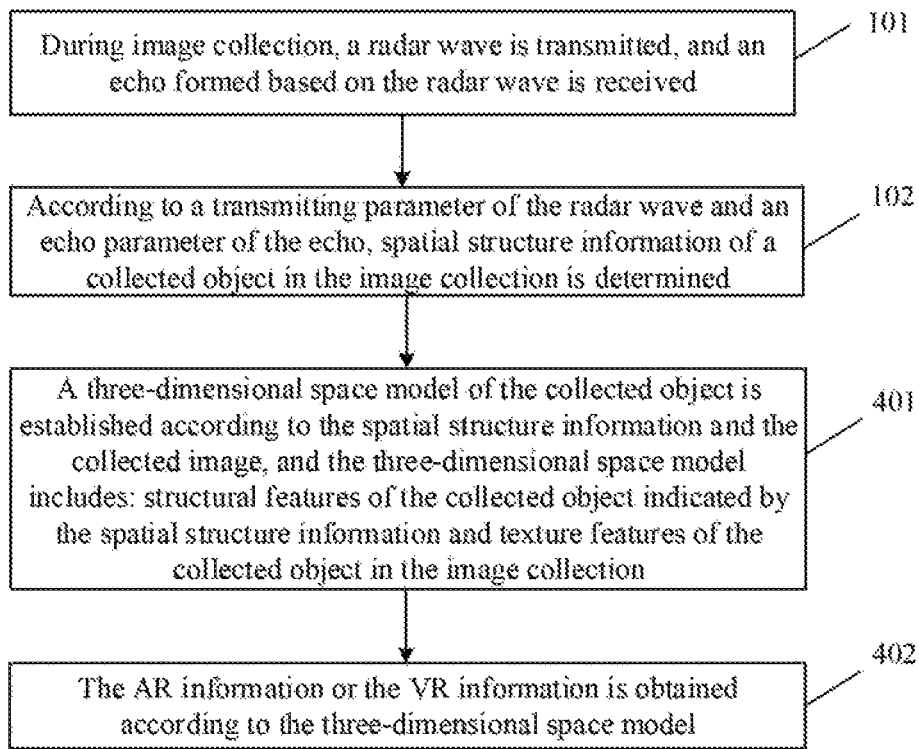 During image collection, a radar wave is transmitted, and an
echo formed based on the radar wave is received
101
According to a transmitting parameter of the radar wave and an
echo parameter of the echo, spatial structure information of a
collected object in the image collection is determined
102
A three-dimensional space model of the collected object is
established according to the spatial structure information and the
collected image, and the three-dimensional space model
includes: structural features of the collected object indicated by
the spatial structure information and texture features of the
collected object in the image collection
401
The AR information or the VR information is obtained
according to the three-dimensional space model
402